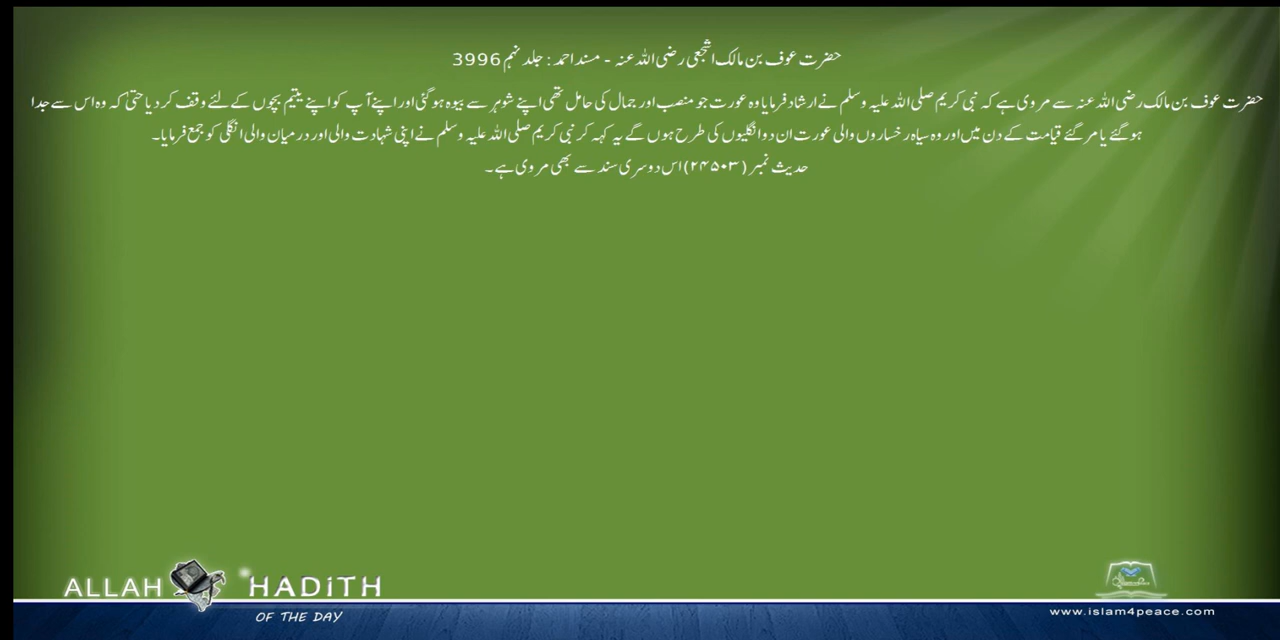 حضرت عوف بن مالک اشجعی رضی اللہ عنہ - مسند احمد : جلد نہم 3996
حضرت عوف بن مالک رضی اللہ عنہ سے مروی ہے کہ نبی کریم صلی اللہ علیہ وسلم نے ارشاد فرمایا وہ عورت جو منصب اور جمال کی حامل تھی اپنے شوہر سے بیوہ ہوگئی اور اپنے آپ کو اپنے یتیم بچوں کے لئے وقف کر دیا حتیٰ کہ وہ اس سے جدا
ہو گئے یا مر گئے قیامت کے دن میں اور وہ سیاہ رخساروں والی عورت ان دو انگلیوں کی طرح ہوں گے یہ کہہ کر نبی کریم صلی اللہ علیہ وسلم نے اپنی شہادت والی اور درمیان والی انگلی کو جمع فرمایا۔
حدیث نمبر (۲۴۵۰۳) اس دوسری سند سے بھی مروی ہے۔
ALLAH HADITH
OF THE DAY
www.islam4peace.com